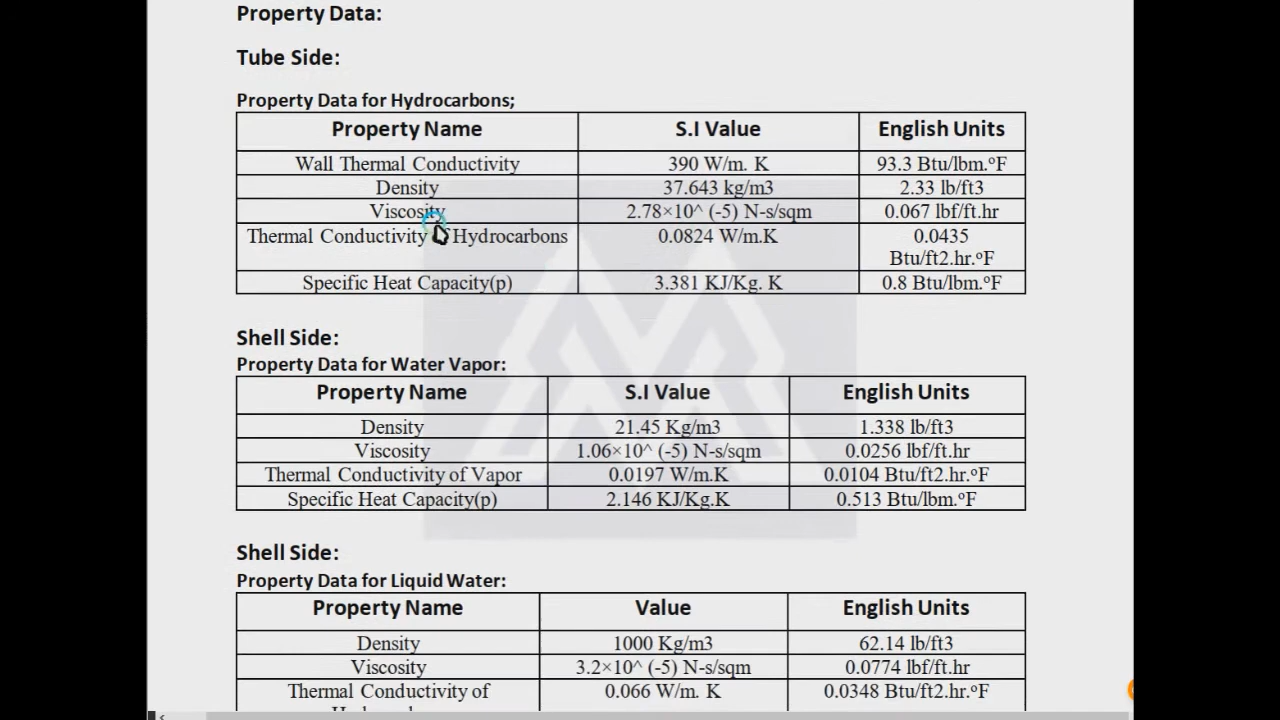 Property Data:
Tube Side:
Property Data for Hydrocarbons;
Property Name S.I Value English Units
Wall Thermal Conductivity 390 W/m. K 93.3 Btu/lbm.ºF
Density 37.643 kg/m3 2.33 lb/ft3
Viscosity 2.78×10^ (-5) N-s/sqm 0.067 lbf/ft.hr
Thermal Conductivity of Hydrocarbons 0.0824 W/m.K 0.0435
Btu/ft2.hr.ºF
Specific Heat Capacity(p) 3.381 KJ/Kg. K 0.8 Btu/lbm.ºF
Shell Side:
Property Data for Water Vapor:
Property Name S.I Value English Units
Density 21.45 Kg/m3 1.338 lb/ft3
Viscosity 1.06×10^ (-5) N-s/sqm 0.0256 lbf/ft.hr
Thermal Conductivity of Vapor 0.0197 W/m.K 0.0104 Btu/ft2.hr.ºF
Specific Heat Capacity(p) 2.146 KJ/Kg.K 0.513 Btu/lbm.ºF
Shell Side:
Property Data for Liquid Water:
Property Name Value English Units
Density 1000 Kg/m3 62.14 lb/ft3
Viscosity 3.2×10^ (-5) N-s/sqm 0.0774 lbf/ft.hr
Thermal Conductivity of 0.066 W/m. K 0.0348 Btu/ft2.hr.ºF